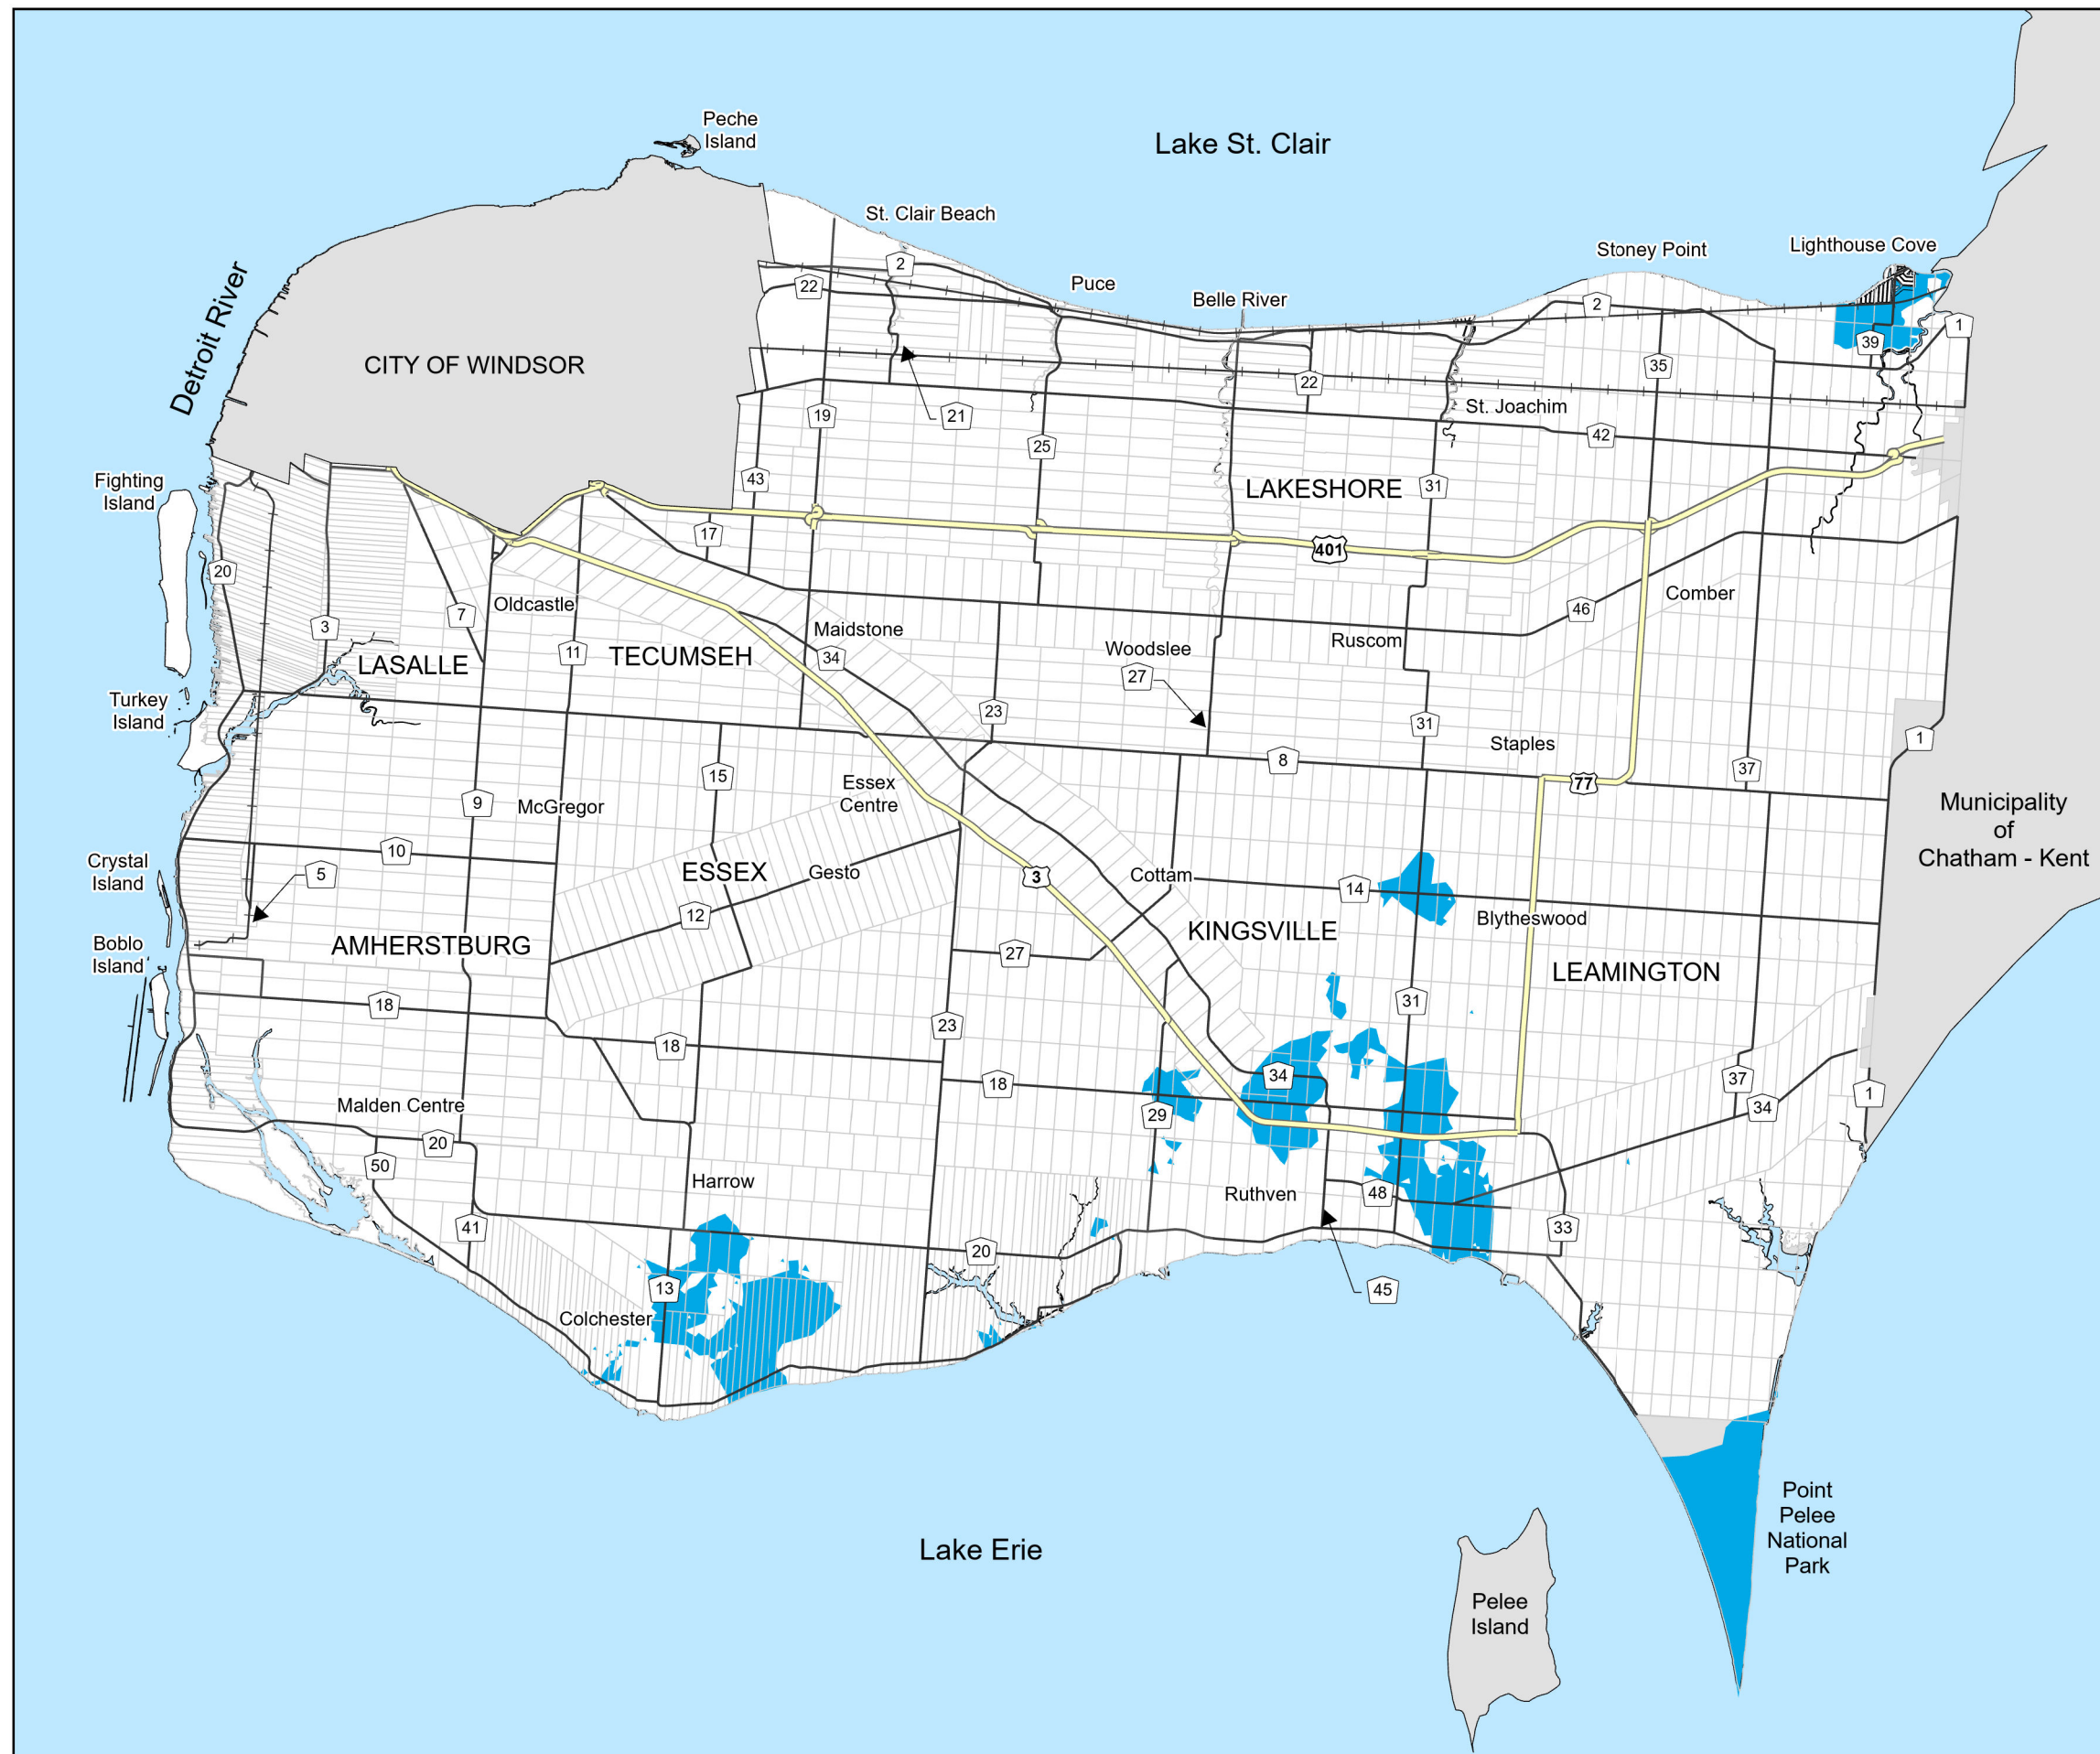 Peche
Island
Lake St. Clair
St. Clair Beach
Stoney Point
Lighthouse Cove
2
22
Puce
Belle River
2
1
39
Detroit River
CITY OF WINDSOR
35
22
19
21
St. Joachim
42
25
Fighting
Island
43
LAKESHORE
31
17
401
20
Oldcastle
7
3
Comber
46
Maidstone
11
TECUMSEH
34
LASALLE
Woodslee
27
Ruscom
Turkey
Island
23
31
Staples
1
8
15
37
77
Essex
Centre
9
McGregor
Municipality
of
Chatham - Kent
10
Crystal
Island
5
ESSEX
Gesto
3
Cottam
14
12
Blytheswood
Boblo
Island
AMHERSTBURG
KINGSVILLE
27
LEAMINGTON
18
31
23
18
18
34
37
34
1
Malden Centre
29
20
50
Harrow
Ruthven
48
41
33
20
13
45
Colchester
Point
Pelee
National
Park
Lake Erie
Pelee
Island